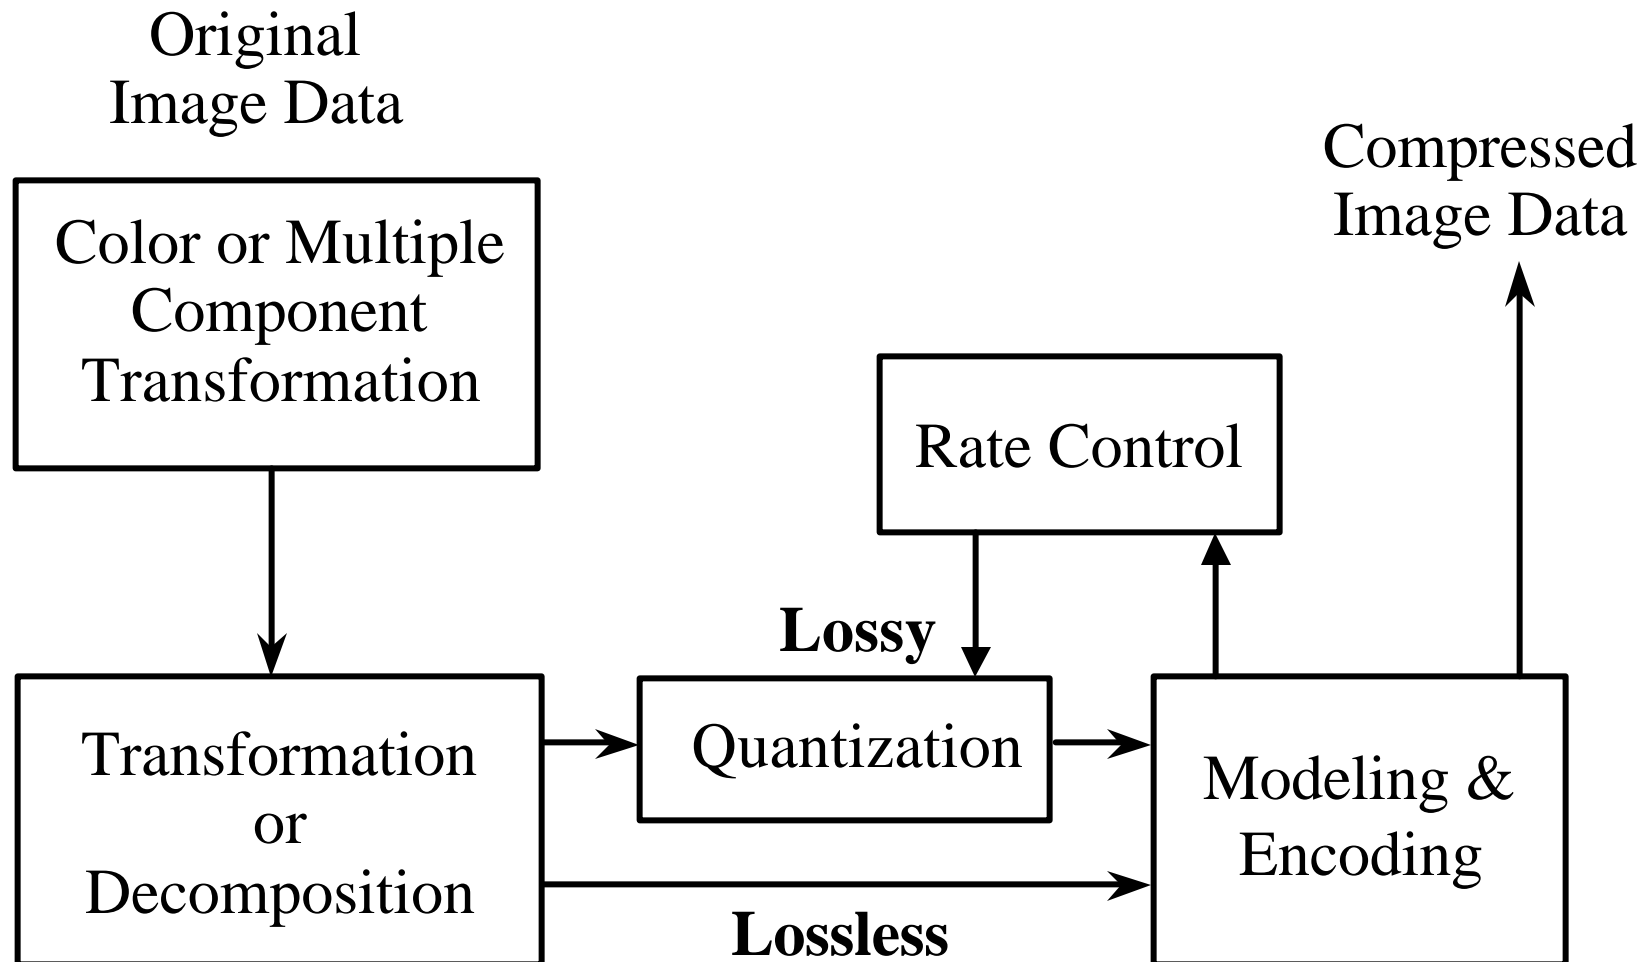 Original
Image Data
Color or Multiple
Component
Transformation
Compressed
Image Data
Rate Control
Lossy
Quantization
Transformation
or
Decomposition
Modeling &
Encoding
Lossless